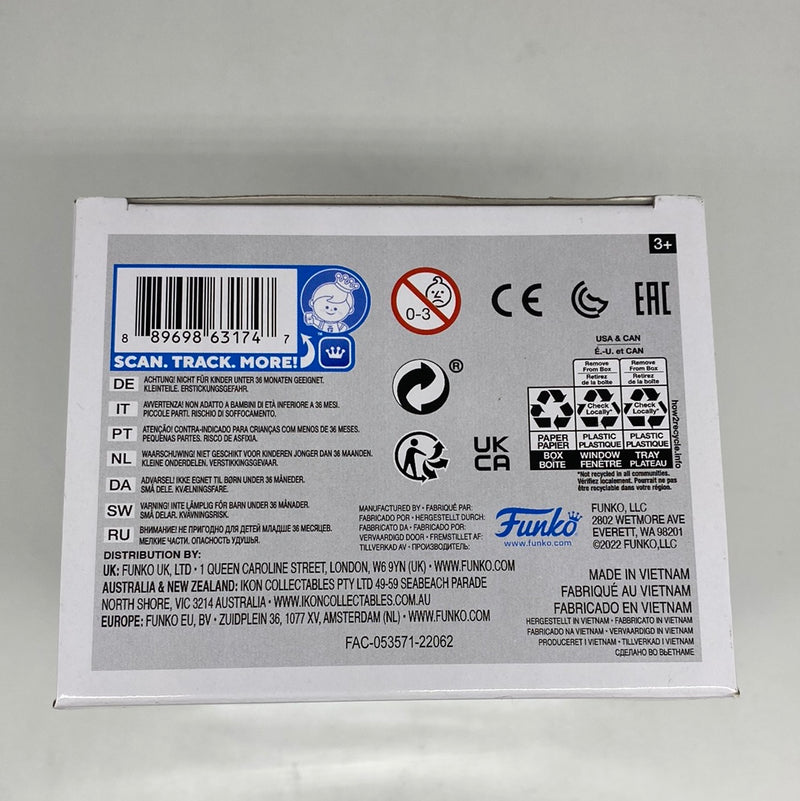 3+
8 89698 63174 7
SCAN. TRACK. MORE!
™
0-3
CE
EAC
®
UK
CA
USA & CAN
É.-U. et CAN
Remove From Box
Retirez de la boîte
Remove From Box
Retirez de la boîte
Check Locally*
Check Locally*
PAPER
PAPIER
PLASTIC
PLASTIQUE
PLASTIC
PLASTIQUE
BOX
BOÎTE
WINDOW
FENÊTRE
TRAY
PLATEAU
how2recycle.info
*Not recycled in all communities.
Vérifiez localement. Pourrait ne pas
être recyclable dans votre région.
DE ACHTUNG! NICHT FÜR KINDER UNTER 36 MONATEN GEEIGNET.
KLEINTEILE. ERSTICKUNGSGEFAHR.
IT AVVERTENZA! NON ADATTO A BAMBINI DI ETÀ INFERIORE A 36 MESI.
PICCOLE PARTI. RISCHIO DI SOFFOCAMENTO.
PT ATENÇÃO! CONTRA-INDICADO PARA CRIANÇAS COM MENOS DE 36 MESES.
PEQUENAS PARTES. RISCO DE ASFIXIA.
NL WAARSCHUWING! NIET GESCHIKT VOOR KINDEREN JONGER DAN 36 MAANDEN.
KLEINE ONDERDELEN. VERSTIKKINGSGEVAAR.
DA ADVARSEL! IKKE EGNET TIL BØRN UNDER 36 MÅNEDER.
SMÅ DELE. KVÆLNINGSFARE.
SW VARNING! INTE LÄMPLIG FÖR BARN UNDER 36 MÅNADER.
SMÅ DELAR. KVÄVNINGSRISK.
RU ВНИМАНИЕ! НЕ ПРИГОДНО ДЛЯ ДЕТЕЙ МЛАДШЕ 36 МЕСЯЦЕВ.
МЕЛКИЕ ЧАСТИ, ОПАСНОСТЬ УДУШЬЯ.
MANUFACTURED BY • FABRIQUÉ PAR:
FABRICADO POR • HERGESTELLT DURCH:
FABRICATO DA • FABRICADO POR:
VERVAARDIGD DOOR • FREMSTILLET AF:
TILLVERKAD AV • ПРОИЗВОДИТЕЛЬ:
Funko
www.funko.com
FUNKO, LLC
2802 WETMORE AVE
EVERETT, WA 98201
©2022 FUNKO,LLC
DISTRIBUTION BY:
UK: FUNKO UK, LTD • 1 QUEEN CAROLINE STREET, LONDON, W6 9YN (UK) • WWW.FUNKO.COM
AUSTRALIA & NEW ZEALAND: IKON COLLECTABLES PTY LTD 49-59 SEABEACH PARADE
NORTH SHORE, VIC 3214 AUSTRALIA • WWW.IKONCOLLECTABLES.COM.AU
EUROPE: FUNKO EU, BV • ZUIDPLEIN 36, 1077 XV, AMSTERDAM (NL) • WWW.FUNKO.COM
FAC-053571-22062
MADE IN VIETNAM
FABRIQUÉ AU VIETNAM
FABRICADO EN VIETNAM
HERGESTELLT IN VIETNAM • FABBRICATO IN VIETNAM
FABRICADO NA VIETNAM • VERVAARDIGD IN VIETNAM
PRODUCERET I VIETNAM • TILLVERKAD I VIETNAM
СДЕЛАНО ВО ВЬЕТНАМЕ